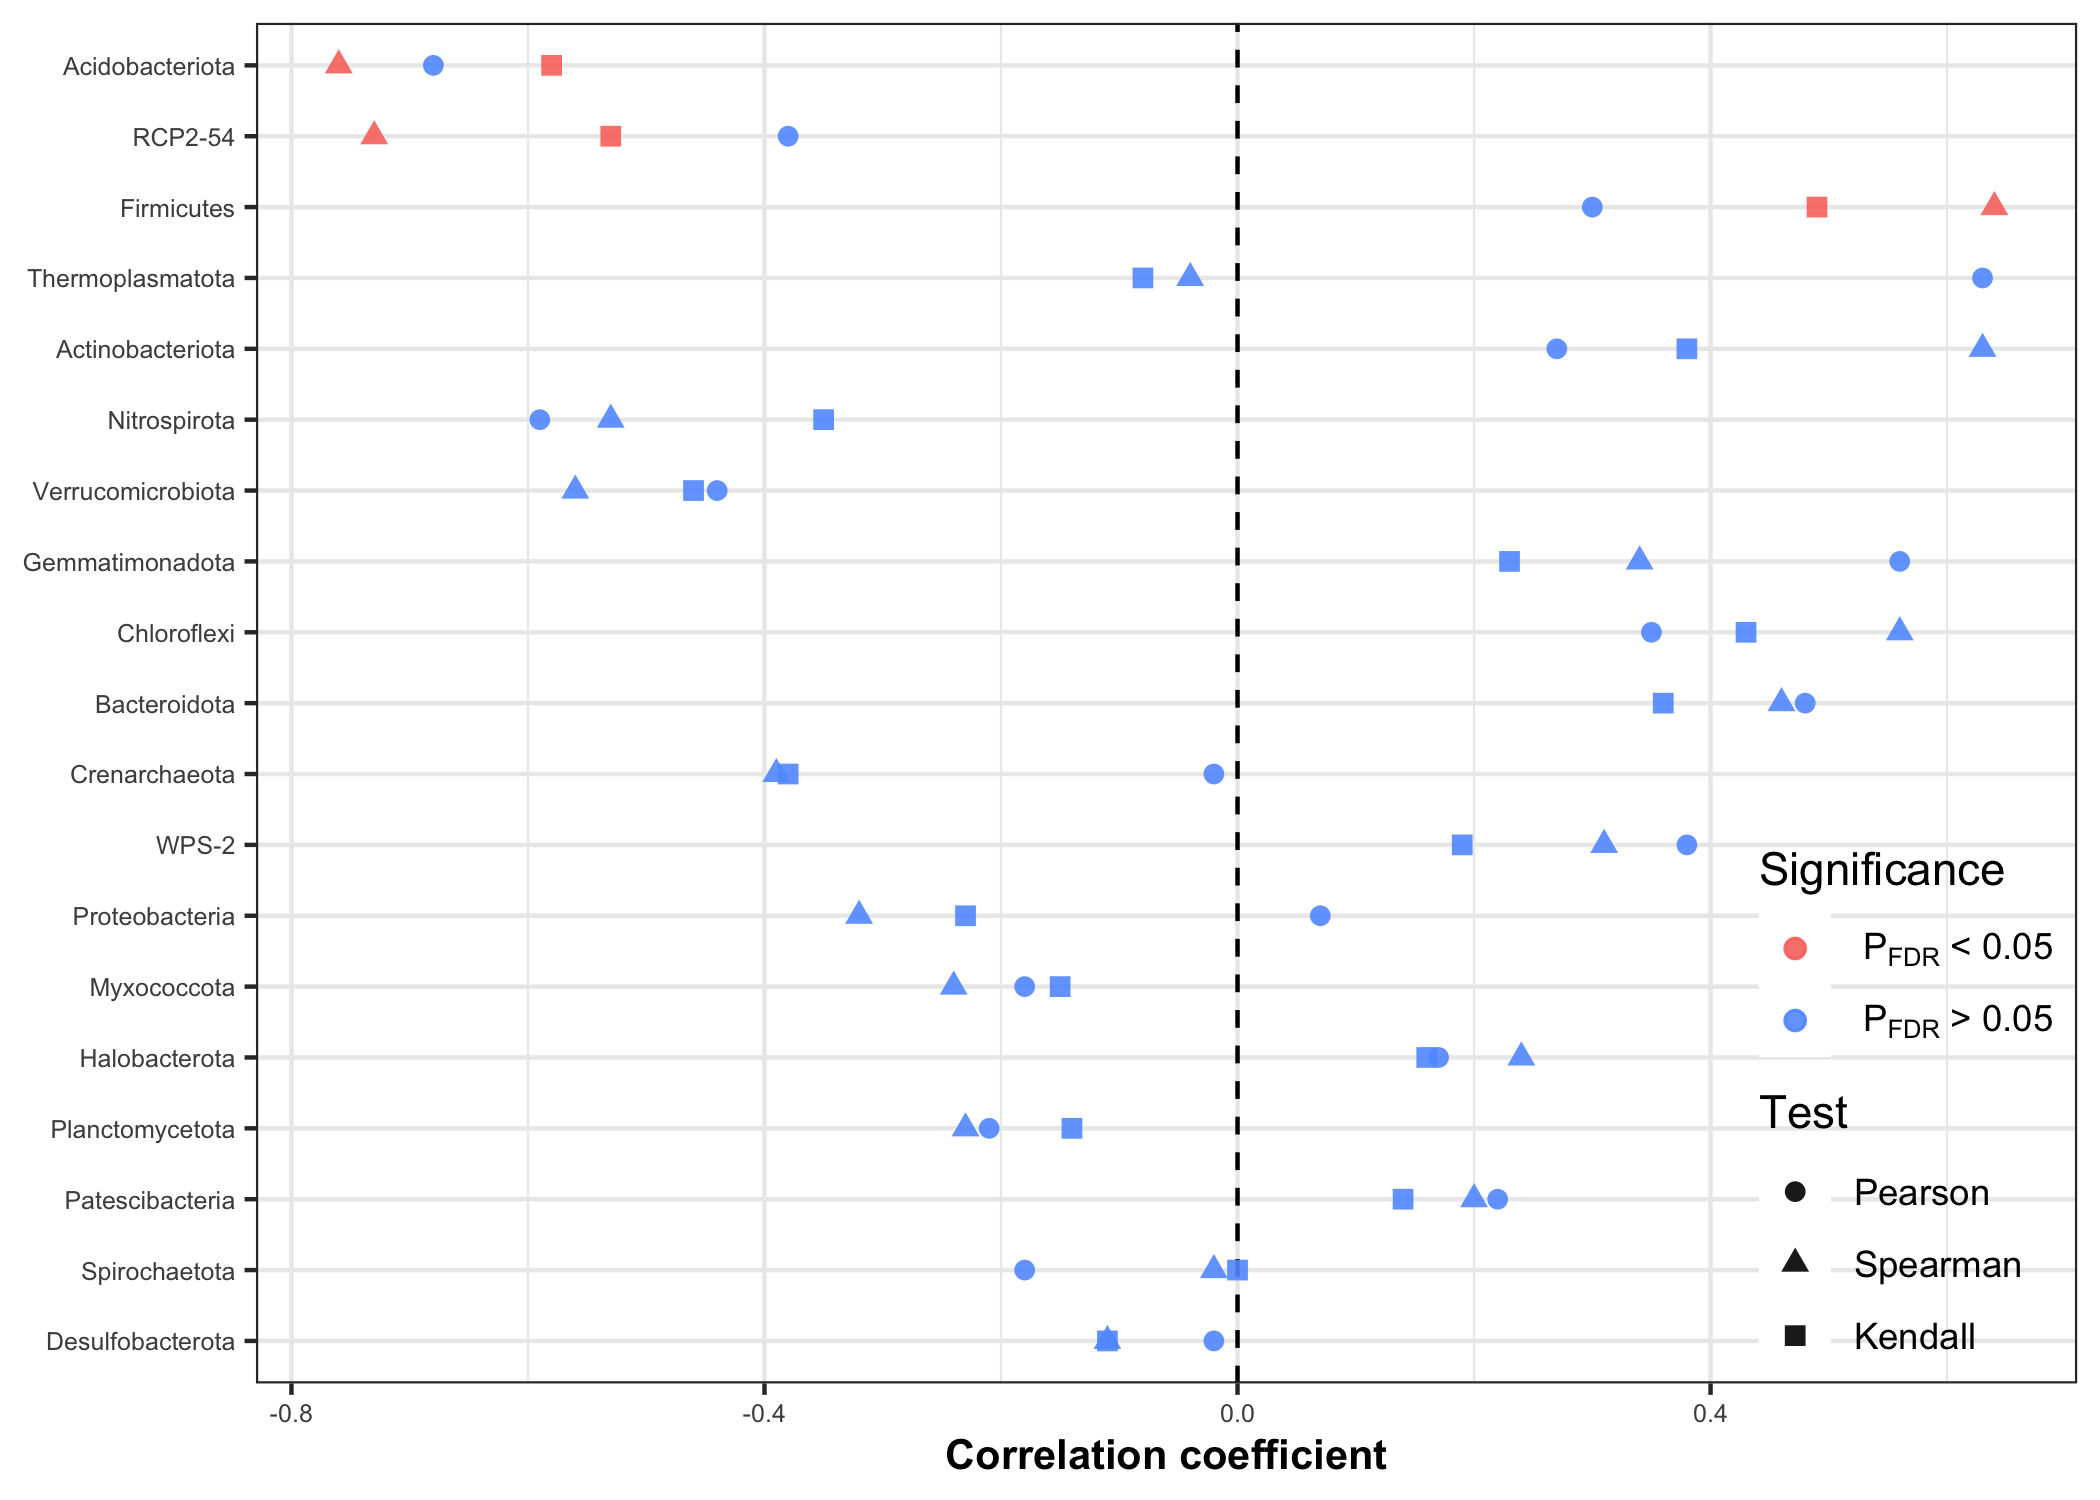 Acidobacteriota
RCP2-54
Firmicutes
Thermoplasmatota
Actinobacteriota
Nitrospirota
Verrucomicrobiota
Gemmatimonadota
Chloroflexi
Bacteroidota
Crenarchaeota
WPS-2
Proteobacteria
Myxococcota
Halobacterota
Planctomycetota
Patescibacteria
Spirochaetota
Desulfobacterota
Significance
PFDR < 0.05
PFDR > 0.05
Test
Pearson
Spearman
Kendall
-0.8 -0.4 0.0 0.4
Correlation coefficient